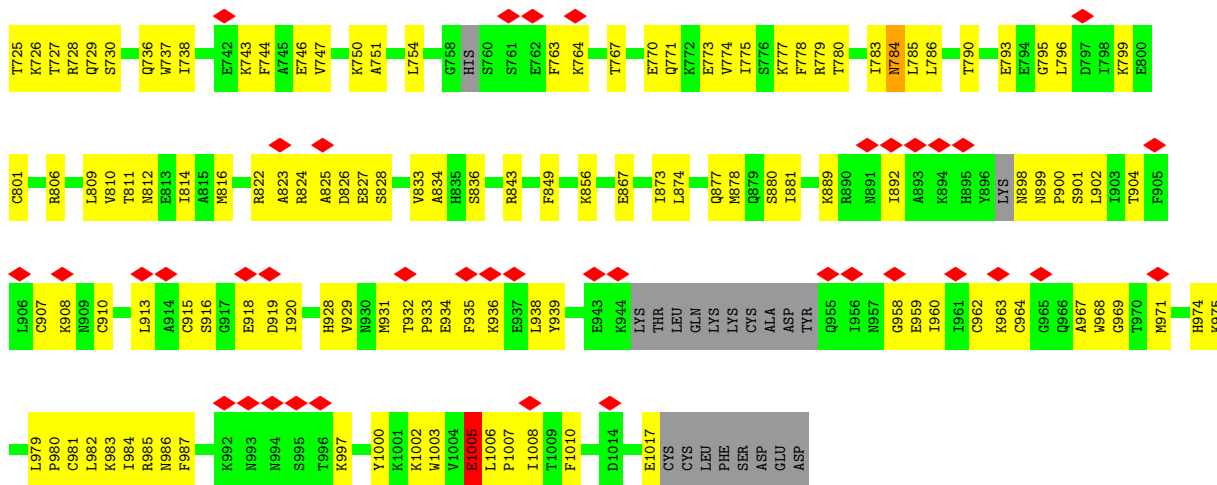 T725 K726 T727 R728 Q729 S730 Q736 W737 I738 E742 K743 F744 A745 E746 V747 K750 A751 L754 G758 HIS S760 S761 E762 F763 K764 T767 E770 Q771 K772 E773 V774 I775 S776 K777 F778 R779 T780 I783 N784 L785 L786 T790 E793 E794 G795 L796 D797 I798 K799 E800
C801 R806 L809 V810 T811 N812 E813 I814 A815 M816 R822 A823 R824 A825 D826 E827 S828 V833 A834 H835 S836 R843 F849 K856 E867 I873 L874 Q877 M878 Q879 S880 I881 K889 R890 N891 I892 A893 K894 H895 Y896 LYS N898 N899 P900 S901 L902 I903 T904 F905
L906 C907 K908 N909 C910 L913 A914 C915 S916 G917 E918 D919 I920 H928 V929 N930 M931 T932 P933 E934 F935 K936 E937 L938 Y939 E943 K944 LYS THR LEU GLN LYS LYS CYS ALA ASP TYR Q955 I956 N957 G958 E959 I960 I961 C962 K963 C964 G965 Q966 A967 W968 G969 T970 M971 H974 K975
L979 P980 C981 L982 K983 I984 R985 N986 F987 K992 N993 N994 S995 T996 K997 Y1000 K1001 K1002 W1003 V1004 E1005 L1006 P1007 I1008 T1009 F1010 D1014 E1017 CYS CYS LEU PHE SER ASP GLU ASP